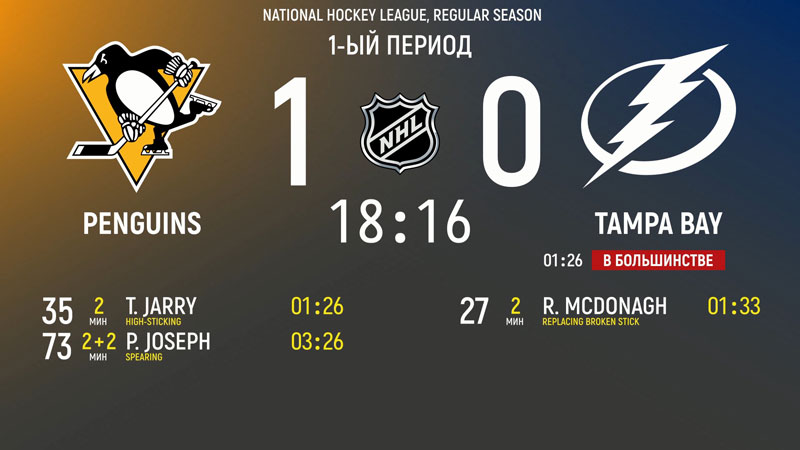 NATIONAL HOCKEY LEAGUE, REGULAR SEASON
1-ЫЙ ПЕРИОД
1 NHL 0
PENGUINS 18:16 TAMPA BAY
01:26 В БОЛЬШИНСТВЕ
35 2 МИН T. JARRY 01:26
HIGH-STICKING
73 2+2 МИН P. JOSEPH 03:26
SPEARING
27 2 МИН R. MCDONAGH 01:33
REPLACING BROKEN STICK